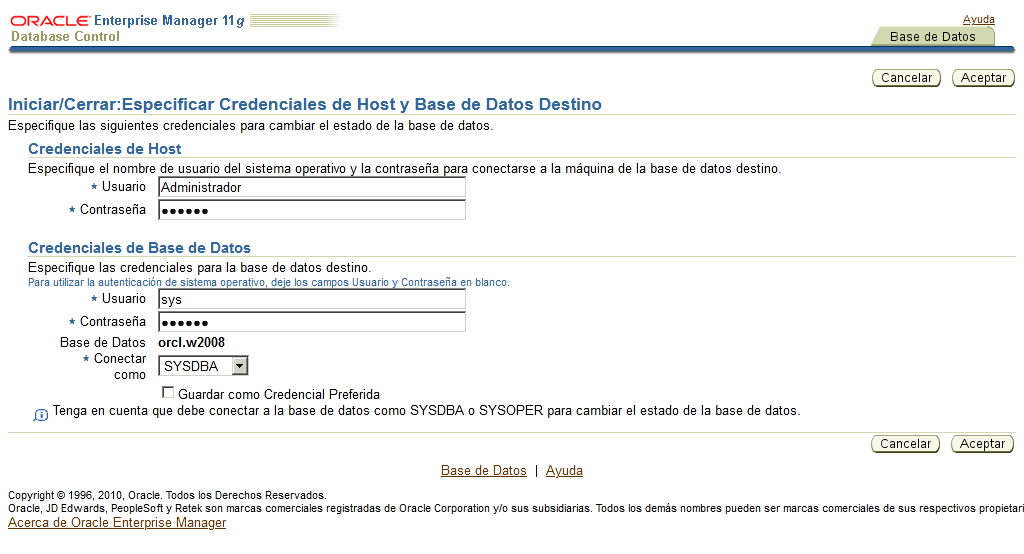 ORACLE Enterprise Manager 11g
Ayuda
Database Control
Base de Datos
Cancelar Aceptar
Iniciar/Cerrar:Especificar Credenciales de Host y Base de Datos Destino
Especifique las siguientes credenciales para cambiar el estado de la base de datos.
Credenciales de Host
Especifique el nombre de usuario del sistema operativo y la contraseña para conectarse a la máquina de la base de datos destino.
* Usuario Administrador
* Contraseña ●●●●●●
Credenciales de Base de Datos
Especifique las credenciales para la base de datos destino.
Para utilizar la autenticación de sistema operativo, deje los campos Usuario y Contraseña en blanco.
* Usuario sys
* Contraseña ●●●●●●
Base de Datos orcl.w2008
* Conectar
como SYSDBA
Guardar como Credencial Preferida
Tenga en cuenta que debe conectar a la base de datos como SYSDBA o SYSOPER para cambiar el estado de la base de datos.
Cancelar Aceptar
Base de Datos | Ayuda
Copyright © 1996, 2010, Oracle. Todos los Derechos Reservados.
Oracle, JD Edwards, PeopleSoft y Retek son marcas comerciales registradas de Oracle Corporation y/o sus subsidiarias. Todos los demás nombres pueden ser marcas comerciales de sus respectivos propietari
Acerca de Oracle Enterprise Manager